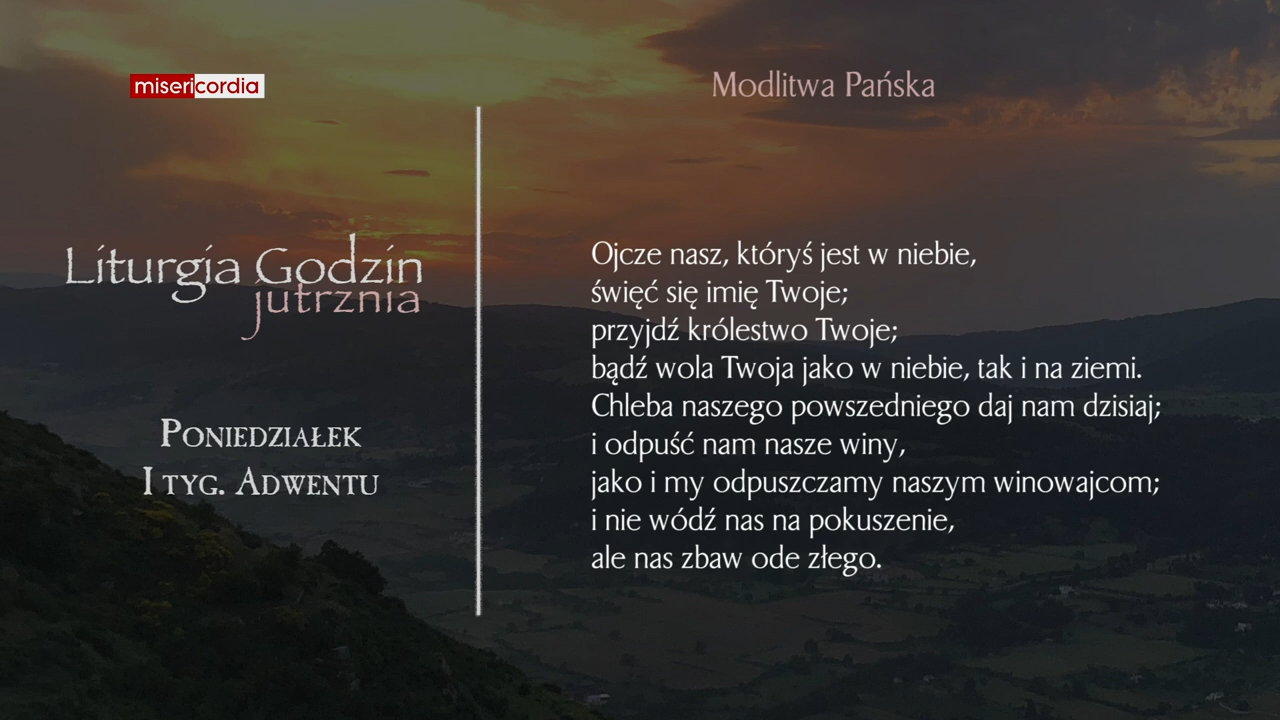 misericordia
Modlitwa Pańska
Liturgia Godzin
jutrznia
Poniedziałek
I tyg. Adwentu
Ojcze nasz, któryś jest w niebie,
święć się imię Twoje;
przyjdź królestwo Twoje;
bądź wola Twoja jako w niebie, tak i na ziemi.
Chleba naszego powszedniego daj nam dzisiaj;
i odpuść nam nasze winy,
jako i my odpuszczamy naszym winowajcom;
i nie wódź nas na pokuszenie,
ale nas zbaw ode złego.